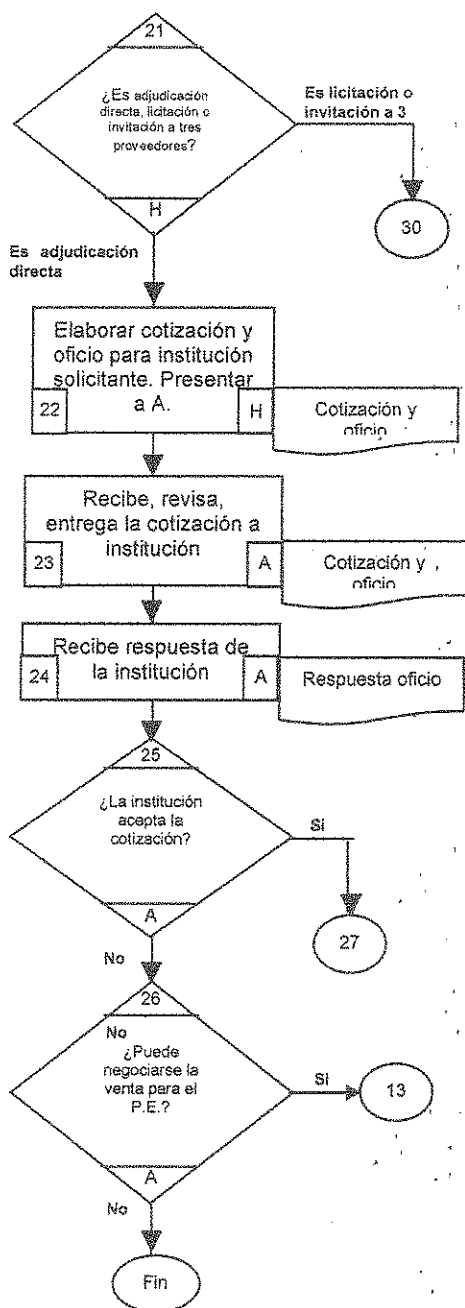 21
¿Es adjudicación
directa, licitación o
invitación a tres
proveedores?
H
Es licitación o
invitación a 3
30
Es adjudicación
directa
Elaborar cotización y
oficio para institución
solicitante. Presentar
a A.
22
H
Cotización y
oficio
Recibe, revisa,
entrega la cotización a
institución
23
A
Cotización y
oficio
Recibe respuesta de
la institución
24
A
Respuesta oficio
25
¿La institución
acepta la
cotización?
A
Si
27
No
26
No
¿Puede
negociarse la
venta para el
P.E.?
A
Si
13
No
Fin